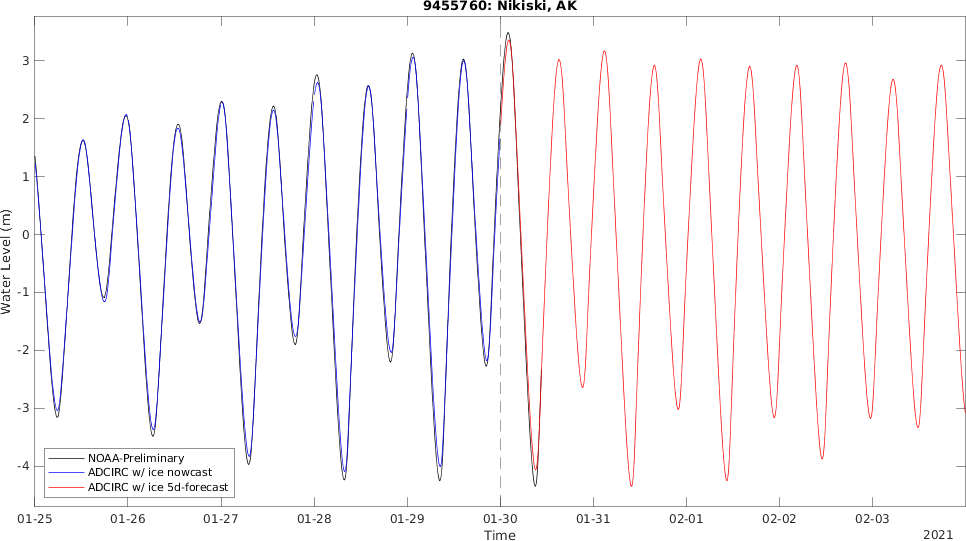 9455760: Nikiski, AK
Water Level (m)
3
2
1
0
-1
-2
-3
-4
NOAA-Preliminary
ADCIRC w/ ice nowcast
ADCIRC w/ ice 5d-forecast
01-25 01-26 01-27 01-28 01-29 01-30 01-31 02-01 02-02 02-03
Time
2021